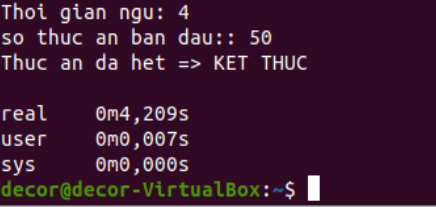 Thoi gian ngu: 4
so thuc an ban dau:: 50
Thuc an da het => KET THUC
real 0m4,209s
user 0m0,007s
sys 0m0,000s
decor@decor-VirtualBox:~$